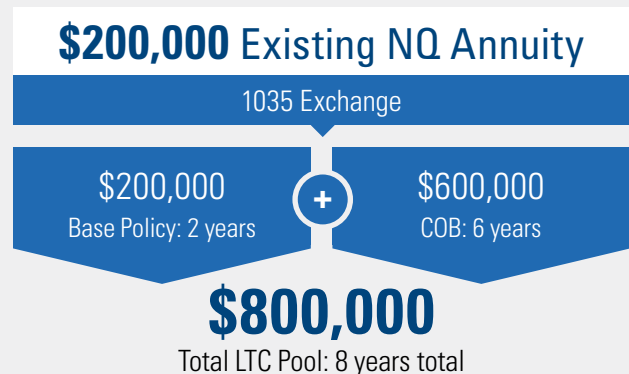 $200,000 Existing NQ Annuity
1035 Exchange
$200,000
Base Policy: 2 years
+
$600,000
COB: 6 years
$800,000
Total LTC Pool: 8 years total